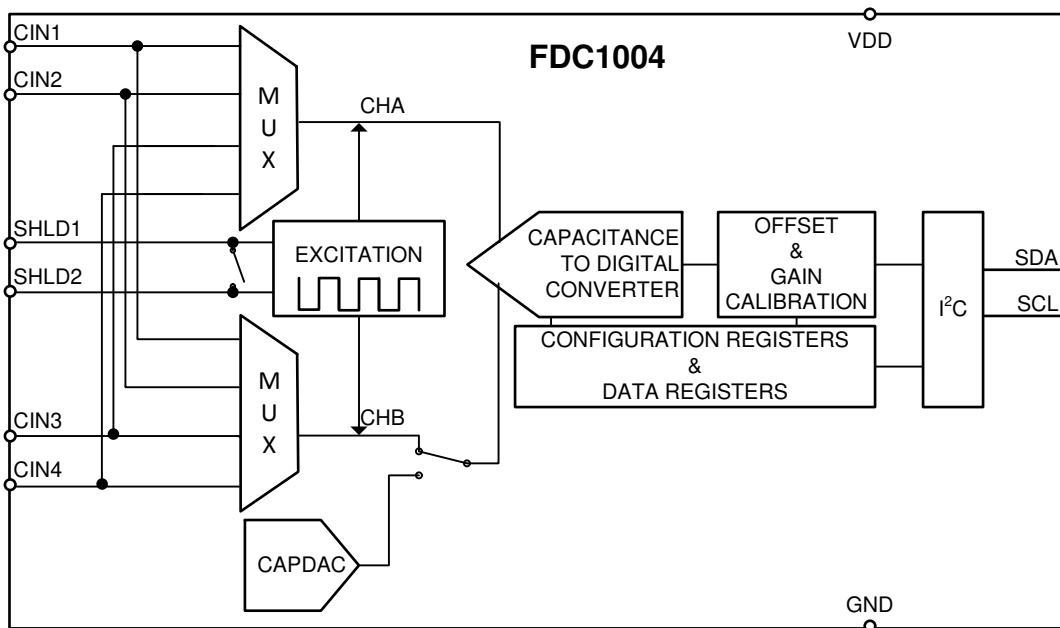 CIN1
CIN2
FDC1004
VDD
M
U
X
CHA
SHLD1
SHLD2
EXCITATION
CAPACITANCE
TO DIGITAL
CONVERTER
OFFSET
&
GAIN
CALIBRATION
I²C
SDA
SCL
CONFIGURATION REGISTERS
&
DATA REGISTERS
M
U
X
CHB
CIN3
CIN4
CAPDAC
GND